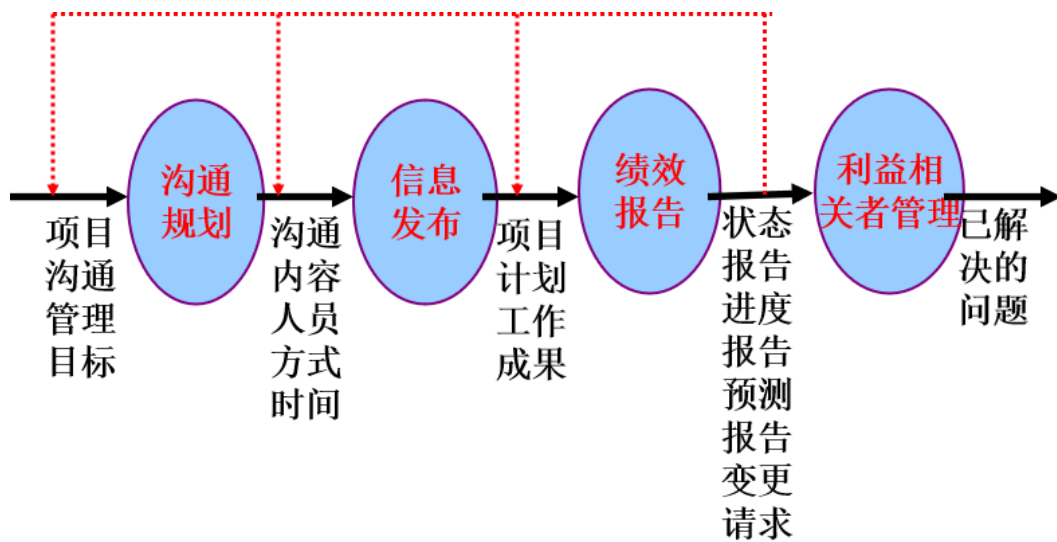 沟通
规划
信息
发布
绩效
报告
利益相
关者管理
项目
沟通
管理
目标
沟通
内容
人员
方式
时间
项目
计划
工作
成果
状态
报告
进度
报告
预测
报告
变更
请求
已解
决的
问题